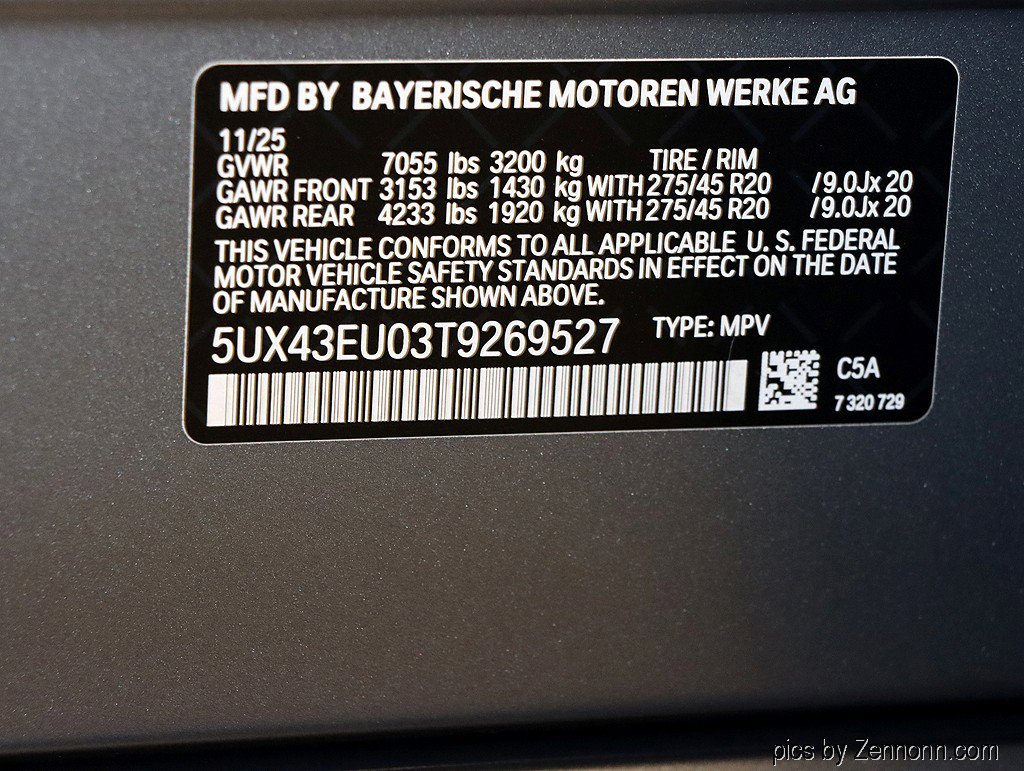 MFD BY BAYERISCHE MOTOREN WERKE AG
11/25
GVWR 7055 lbs 3200 kg TIRE / RIM
GAWR FRONT 3153 lbs 1430 kg WITH 275/45 R20 /9.0Jx 20
GAWR REAR 4233 lbs 1920 kg WITH 275/45 R20 /9.0Jx 20
THIS VEHICLE CONFORMS TO ALL APPLICABLE U. S. FEDERAL
MOTOR VEHICLE SAFETY STANDARDS IN EFFECT ON THE DATE
OF MANUFACTURE SHOWN ABOVE.
5UX43EU03T9269527 TYPE: MPV
C5A
7 320 729
pics by Zennonn.com